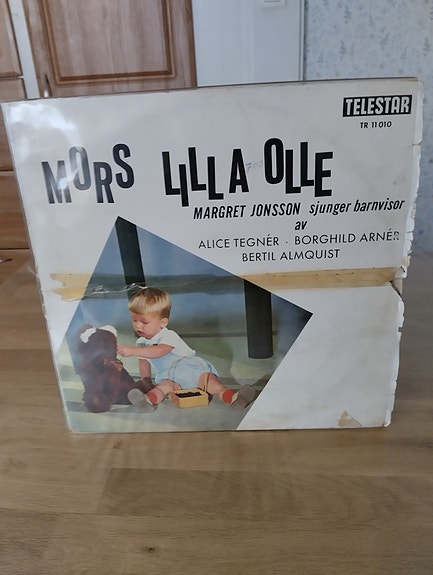 TELESTAR
TR 11 010
MORS LILLA OLLE
MARGRET JONSSON sjunger barnvisor
av
ALICE TEGNÉR · BORGHILD ARNÉR
BERTIL ALMQUIST